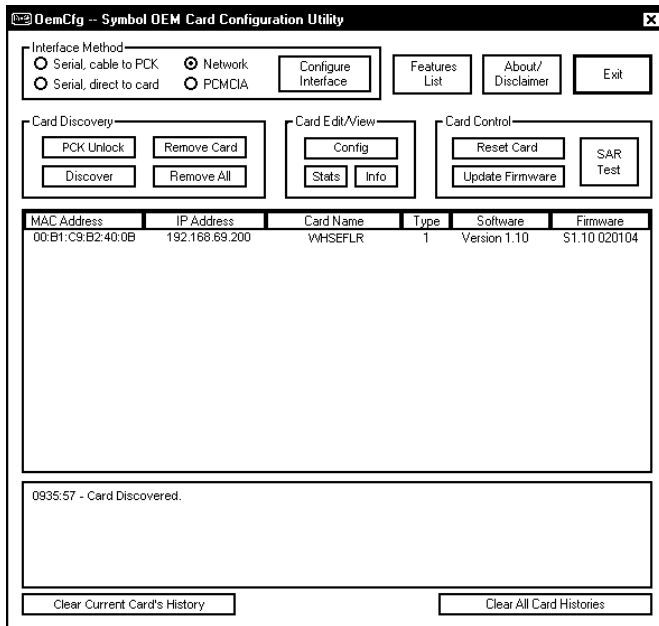 OemCfg -- Symbol OEM Card Configuration Utility
Interface Method
Serial, cable to PCK Network
Serial, direct to card PCMCIA
Configure
Interface
Features
List
About/
Disclaimer
Exit
Card Discovery
PCK Unlock Remove Card
Discover Remove All
Card Edit/View
Config
Stats Info
Card Control
Reset Card
Update Firmware
SAR
Test
MAC Address IP Address Card Name Type Software Firmware
00:B1:C9:B2:40:0B 192.168.69.200 WHSEFLR 1 Version 1.10 S1.10 020104
0935:57 - Card Discovered.
Clear Current Card's History Clear All Card Histories